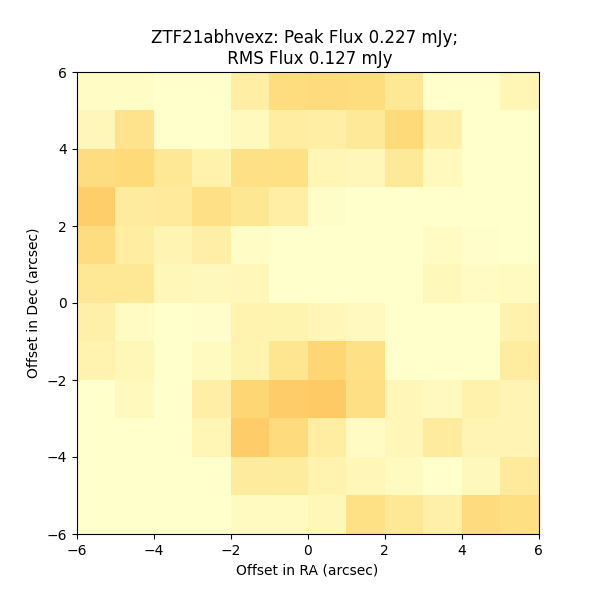 ZTF21abhvexz: Peak Flux 0.227 mJy;
RMS Flux 0.127 mJy
6
4
2
0
−2
−4
−6
Offset in Dec (arcsec)
−6 −4 −2 0 2 4 6
Offset in RA (arcsec)